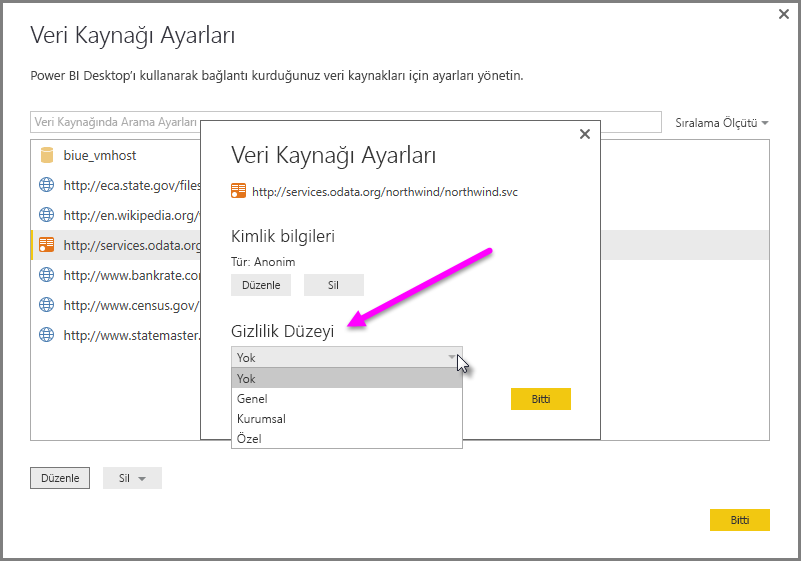 Veri Kaynağı Ayarları
Power BI Desktop'ı kullanarak bağlantı kurduğunuz veri kaynakları için ayarları yönetin.
Veri Kaynağında Arama Ayarları
Sıralama Ölçütü
biue_vmhost
http://eca.state.gov/files
http://en.wikipedia.org/
http://services.odata.org
http://www.bankrate.co
http://www.census.gov/
http://www.statemaster.
Veri Kaynağı Ayarları
http://services.odata.org/northwind/northwind.svc
Kimlik bilgileri
Tür: Anonim
Düzenle Sil
Gizlilik Düzeyi
Yok
Yok
Genel
Kurumsal
Özel
Bitti
Düzenle Sil
Bitti